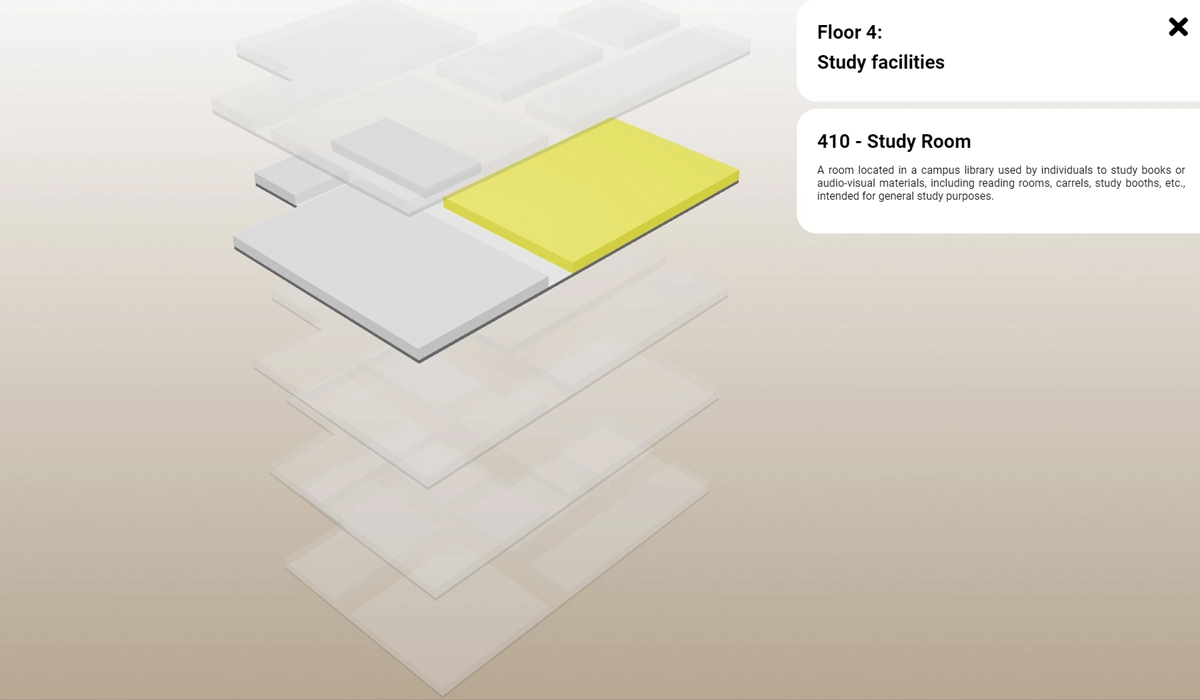 Floor 4:
Study facilities
410 - Study Room
A room located in a campus library used by individuals to study books or
audio-visual materials, including reading rooms, carrels, study booths, etc.,
intended for general study purposes.